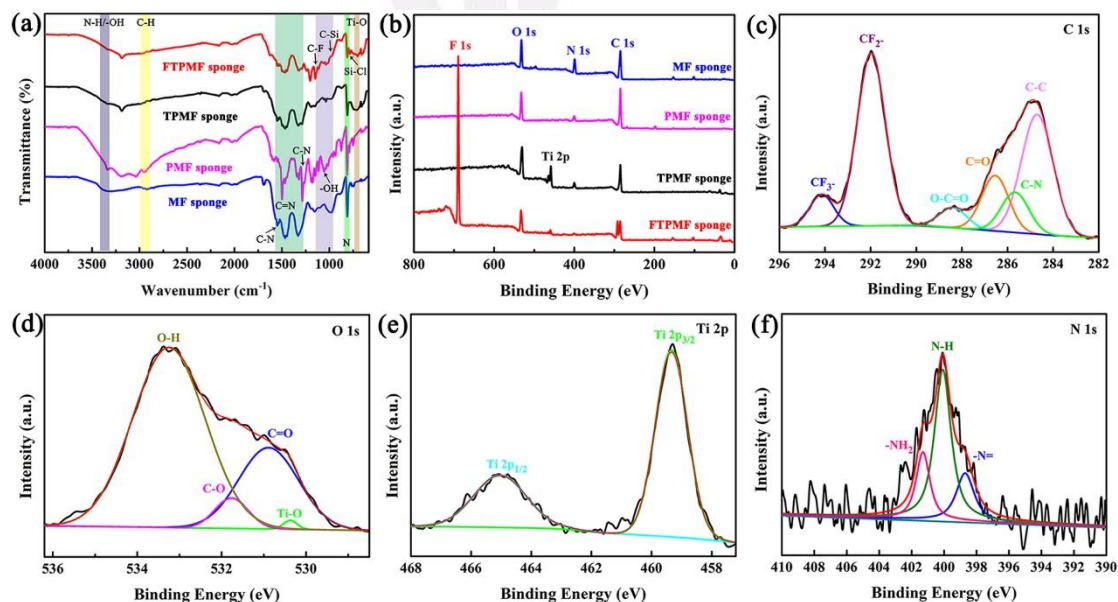 (a)
N-H/-OH
C-H
Ti-O
C-Si
C-F
FTPMF sponge
Si-Cl
TPMF sponge
C-N
PMF sponge
-OH
C=N
MF sponge
C-N
N
Transmittance (%)
4000 3500 3000 2500 2000 1500 1000
Wavenumber (cm-1)
(b)
F 1s
O 1s
N 1s
C 1s
MF sponge
PMF sponge
Ti 2p
TPMF sponge
FTPMF sponge
Intensity (a.u.)
800 600 400 200 0
Binding Energy (eV)
(c)
C 1s
CF2-
C-C
C=O
CF3-
O-C=O
C-N
Intensity (a.u.)
296 294 292 290 288 286 284 282
Binding Energy (eV)
(d)
O 1s
O-H
C=O
C-O
Ti-O
Intensity (a.u.)
536 534 532 530
Binding Energy (eV)
(e)
Ti 2p
Ti 2p3/2
Ti 2p1/2
Intensity (a.u.)
468 466 464 462 460 458
Binding Energy (eV)
(f)
N 1s
N-H
-NH2
-N=
Intensity (a.u.)
410 408 406 404 402 400 398 396 394 392 390
Binding Energy (eV)